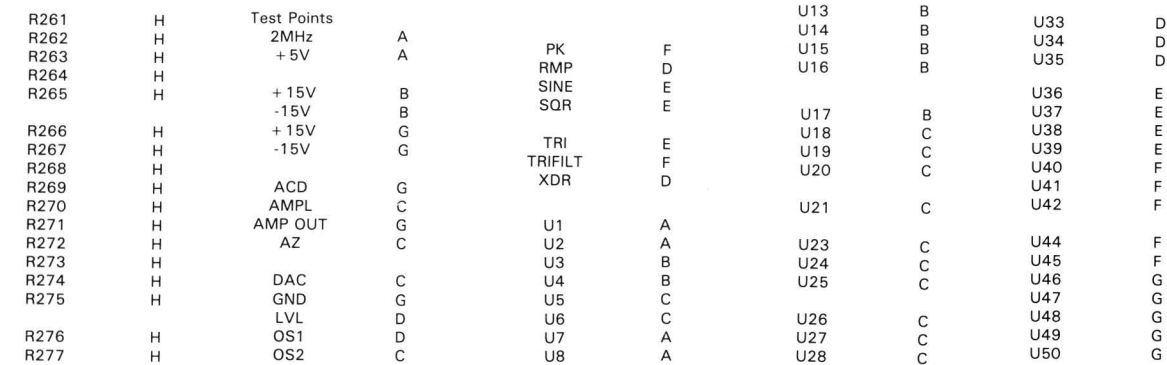 R261 H
R262 H
R263 H
R264 H
R265 H
R266 H
R267 H
R268 H
R269 H
R270 H
R271 H
R272 H
R273 H
R274 H
R275 H
R276 H
R277 H
Test Points
2MHz A
+5V A
+15V B
-15V B
+15V G
-15V G
ACD G
AMPL C
AMP OUT G
AZ C
DAC C
GND G
LVL D
OS1 D
OS2 C
PK F
RMP D
SINE E
SQR E
TRI E
TRIFILT F
XDR D
U1 A
U2 A
U3 B
U4 B
U5 C
U6 C
U7 A
U8 A
U13 B
U14 B
U15 B
U16 B
U17 B
U18 C
U19 C
U20 C
U21 C
U23 C
U24 C
U25 C
U26 C
U27 C
U28 C
U33 D
U34 D
U35 D
U36 E
U37 E
U38 E
U39 E
U40 F
U41 F
U42 F
U44 F
U45 F
U46 G
U47 G
U48 G
U49 G
U50 G